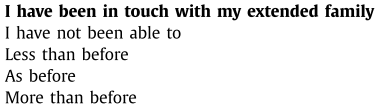 I have been in touch with my extended family
I have not been able to
Less than before
As before
More than before